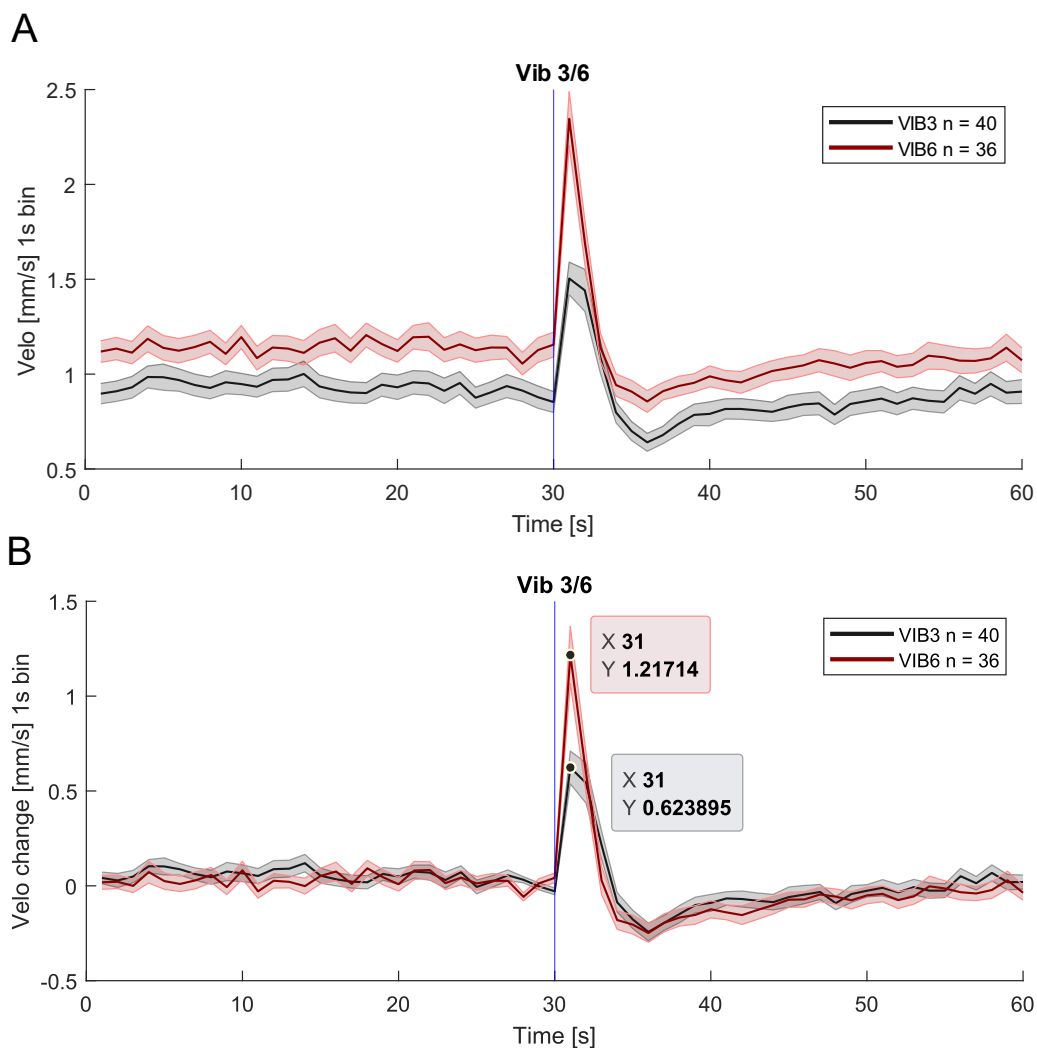 A
Vib 3/6
2.5
2
1.5
1
0.5
Velo [mm/s] 1s bin
VIB3 n = 40
VIB6 n = 36
0 10 20 30 40 50 60
Time [s]
B
Vib 3/6
1.5
1
0.5
0
-0.5
Velo change [mm/s] 1s bin
X 31
Y 1.21714
VIB3 n = 40
VIB6 n = 36
X 31
Y 0.623895
0 10 20 30 40 50 60
Time [s]